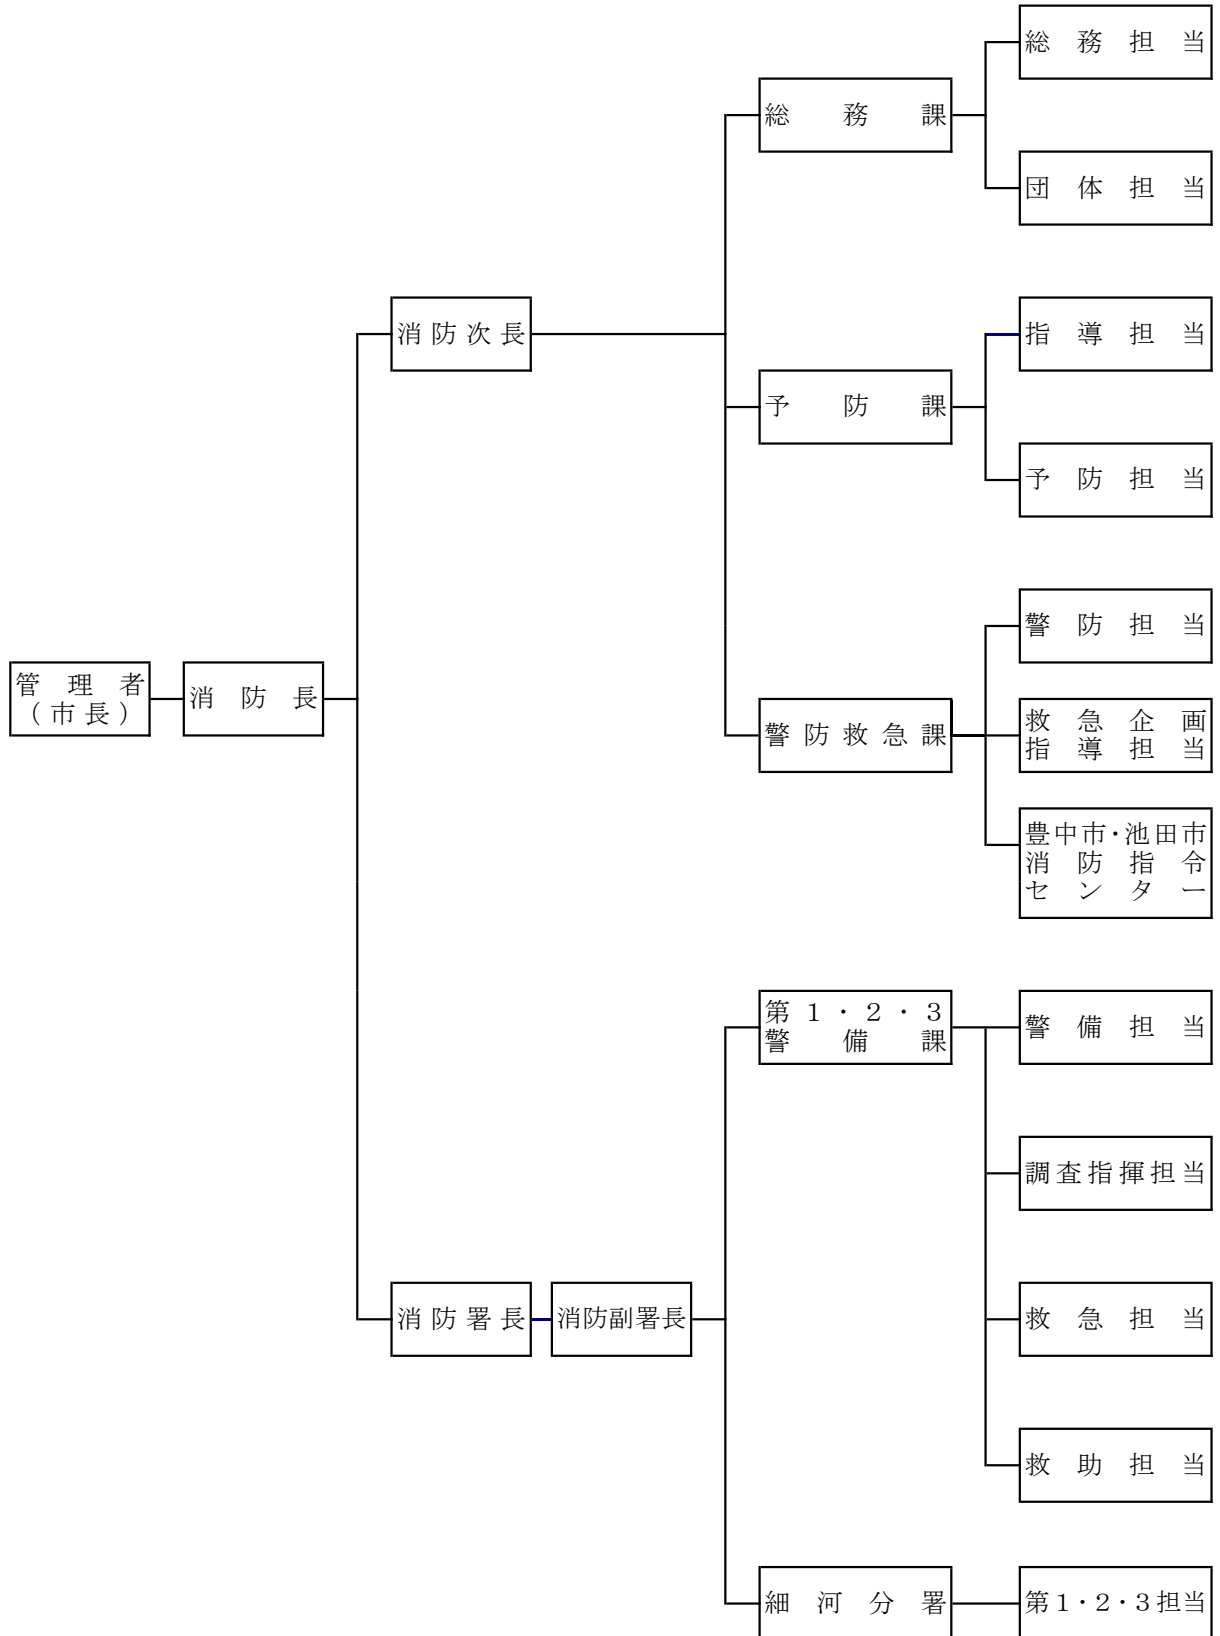 総務担当
総務課
団体担当
消防次長
指導担当
予防課
予防担当
警防担当
管理者
(市長)
消防長
警防救急課
救急企画
指導担当
豊中市・池田市
消防指令
センター
第1・2・3
警備課
警備担当
調査指揮担当
消防署長
消防副署長
救急担当
救助担当
細河分署
第1・2・3担当